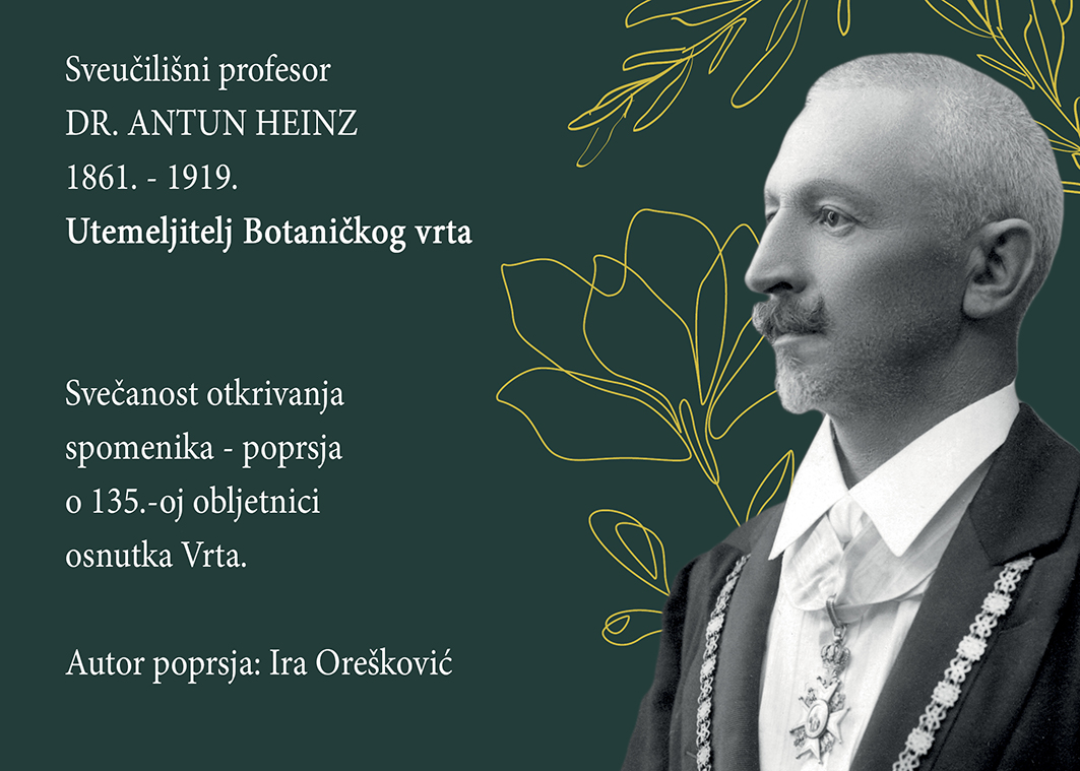 Sveučilišni profesor
DR. ANTUN HEINZ
1861. - 1919.
Utemeljitelj Botaničkog vrta
Svečanost otkrivanja
spomenika - poprsja
o 135.-oj obljetnici
osnutka Vrta.
Autor poprsja: Ira Orešković